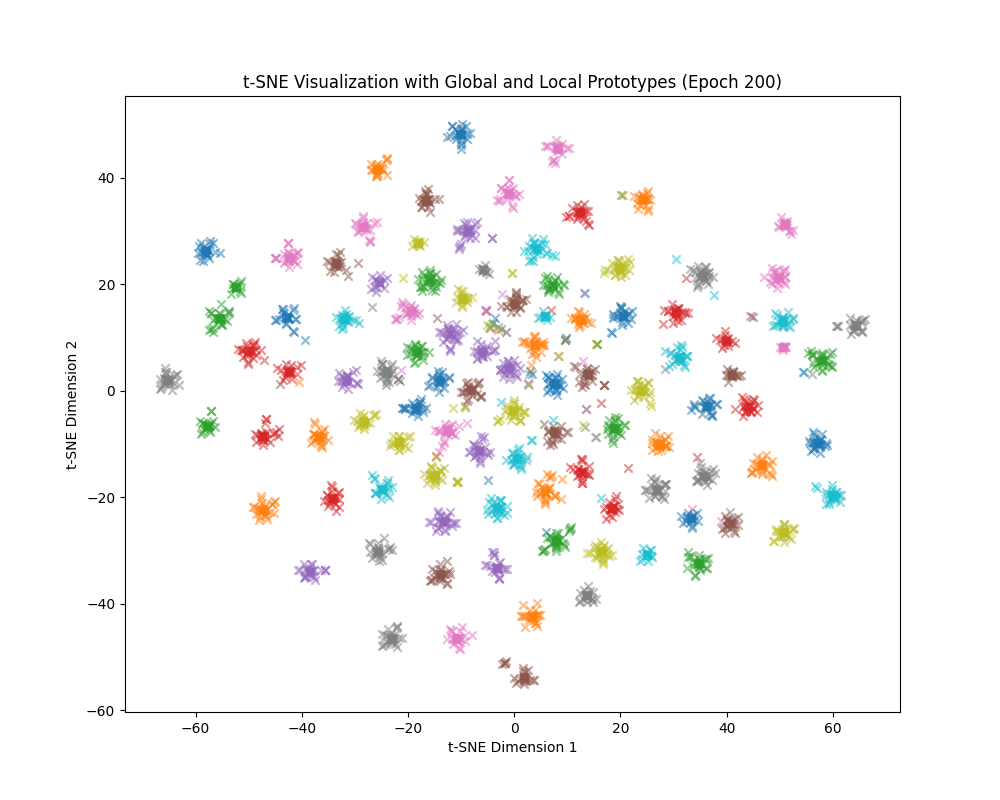 t-SNE Visualization with Global and Local Prototypes (Epoch 200)
40
20
0
−20
−40
−60
t-SNE Dimension 2
−60 −40 −20 0 20 40 60
t-SNE Dimension 1